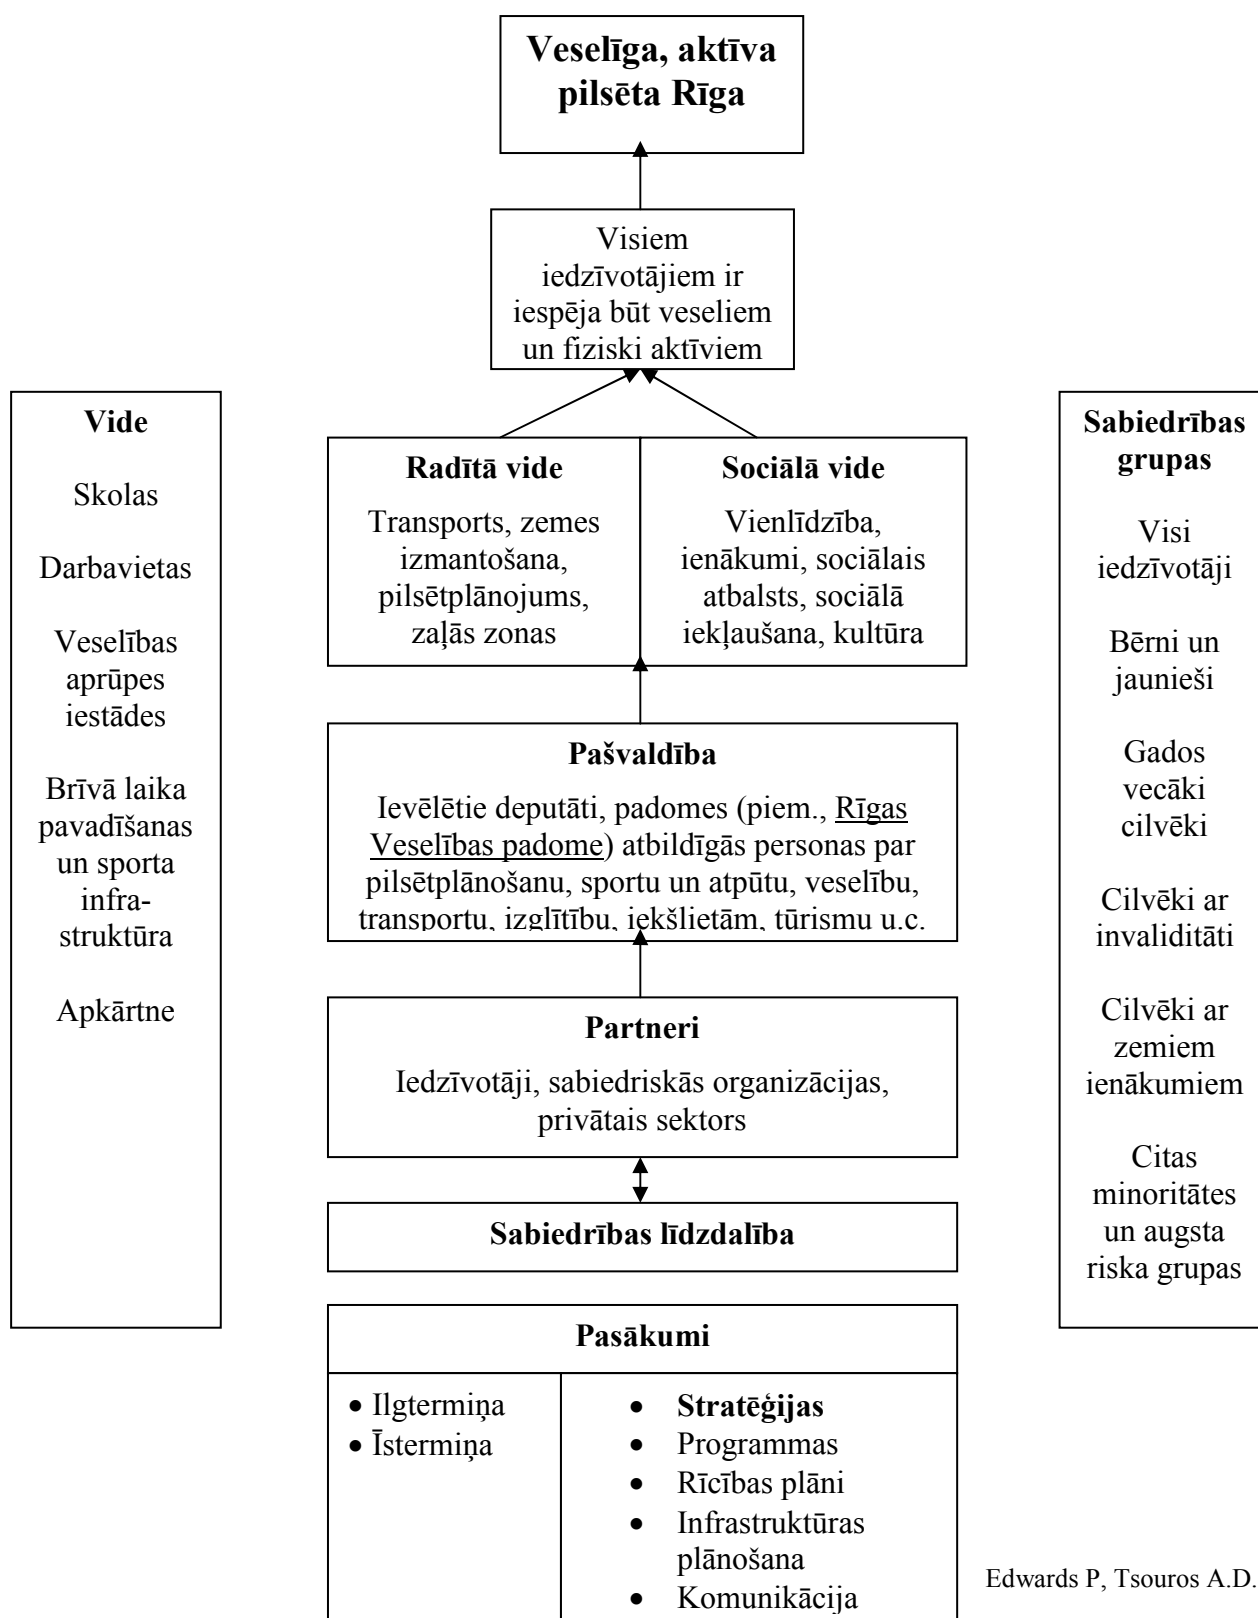 Veselīga, aktīva
pilsēta Rīga
Visiem
iedzīvotājiem ir
iespēja būt veseliem
un fiziski aktīviem
Vide
Skolas
Darbavietas
Veselības
aprūpes
iestādes
Brīvā laika
pavadīšanas
un sporta
infra-
struktūra
Apkārtne
Radītā vide
Transports, zemes
izmantošana,
pilsētplānojums,
zaļās zonas
Sociālā vide
Vienlīdzība,
ienākumi, sociālais
atbalsts, sociālā
iekļaušana, kultūra
Pašvaldība
Ievēlētie deputāti, padomes (piem., Rīgas
Veselības padome) atbildīgās personas par
pilsētplānošanu, sportu un atpūtu, veselību,
transportu, izglītību, iekšlietām, tūrismu u.c.
Partneri
Iedzīvotāji, sabiedriskās organizācijas,
privātais sektors
Sabiedrības līdzdalība
Sabiedrības
grupas
Visi
iedzīvotāji
Bērni un
jaunieši
Gados
vecāki
cilvēki
Cilvēki ar
invaliditāti
Cilvēki ar
zemiem
ienākumiem
Citas
minoritātes
un augsta
riska grupas
Pasākumi
• Ilgtermiņa
• Īstermiņa
• Stratēģijas
• Programmas
• Rīcības plāni
• Infrastruktūras
plānošana
• Komunikācija
Edwards P, Tsouros A.D.